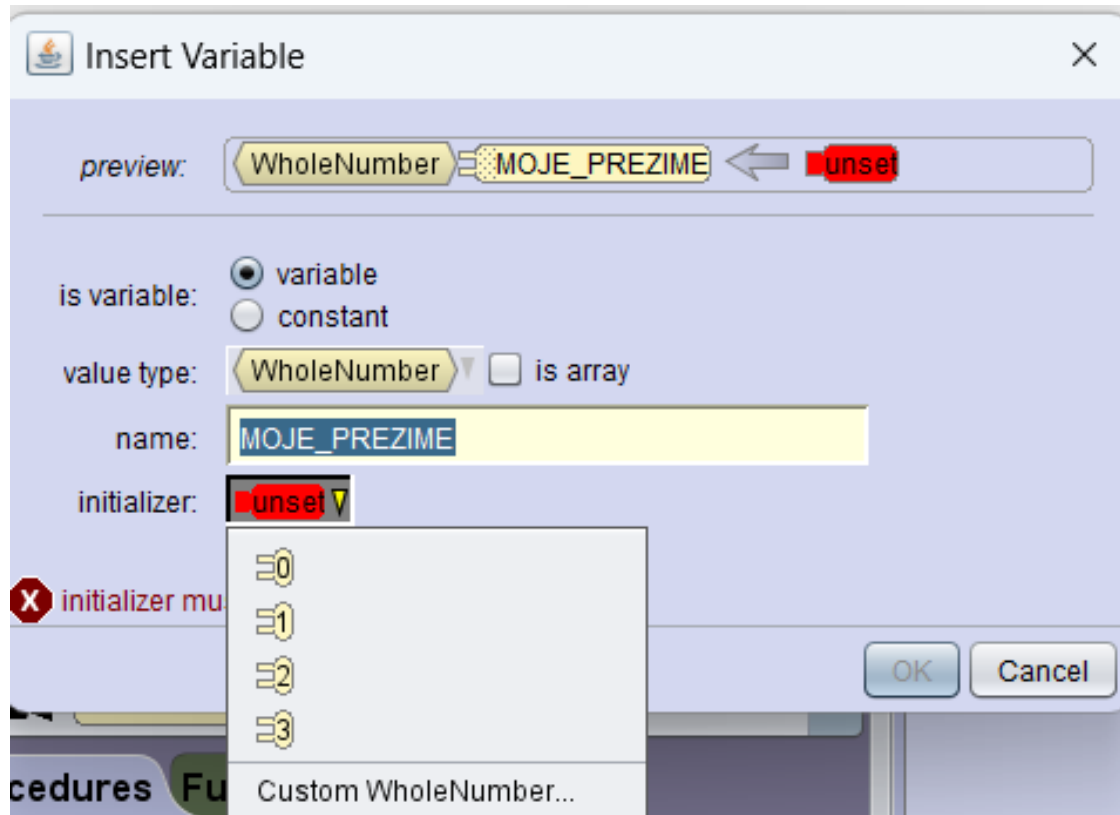 Insert Variable
preview: WholeNumber MOJE_PREZIME unset
is variable: variable
constant
value type: WholeNumber is array
name: MOJE_PREZIME
initializer: unset
0
initializer mu
1
2
3
OK Cancel
cedures Fu
Custom WholeNumber...